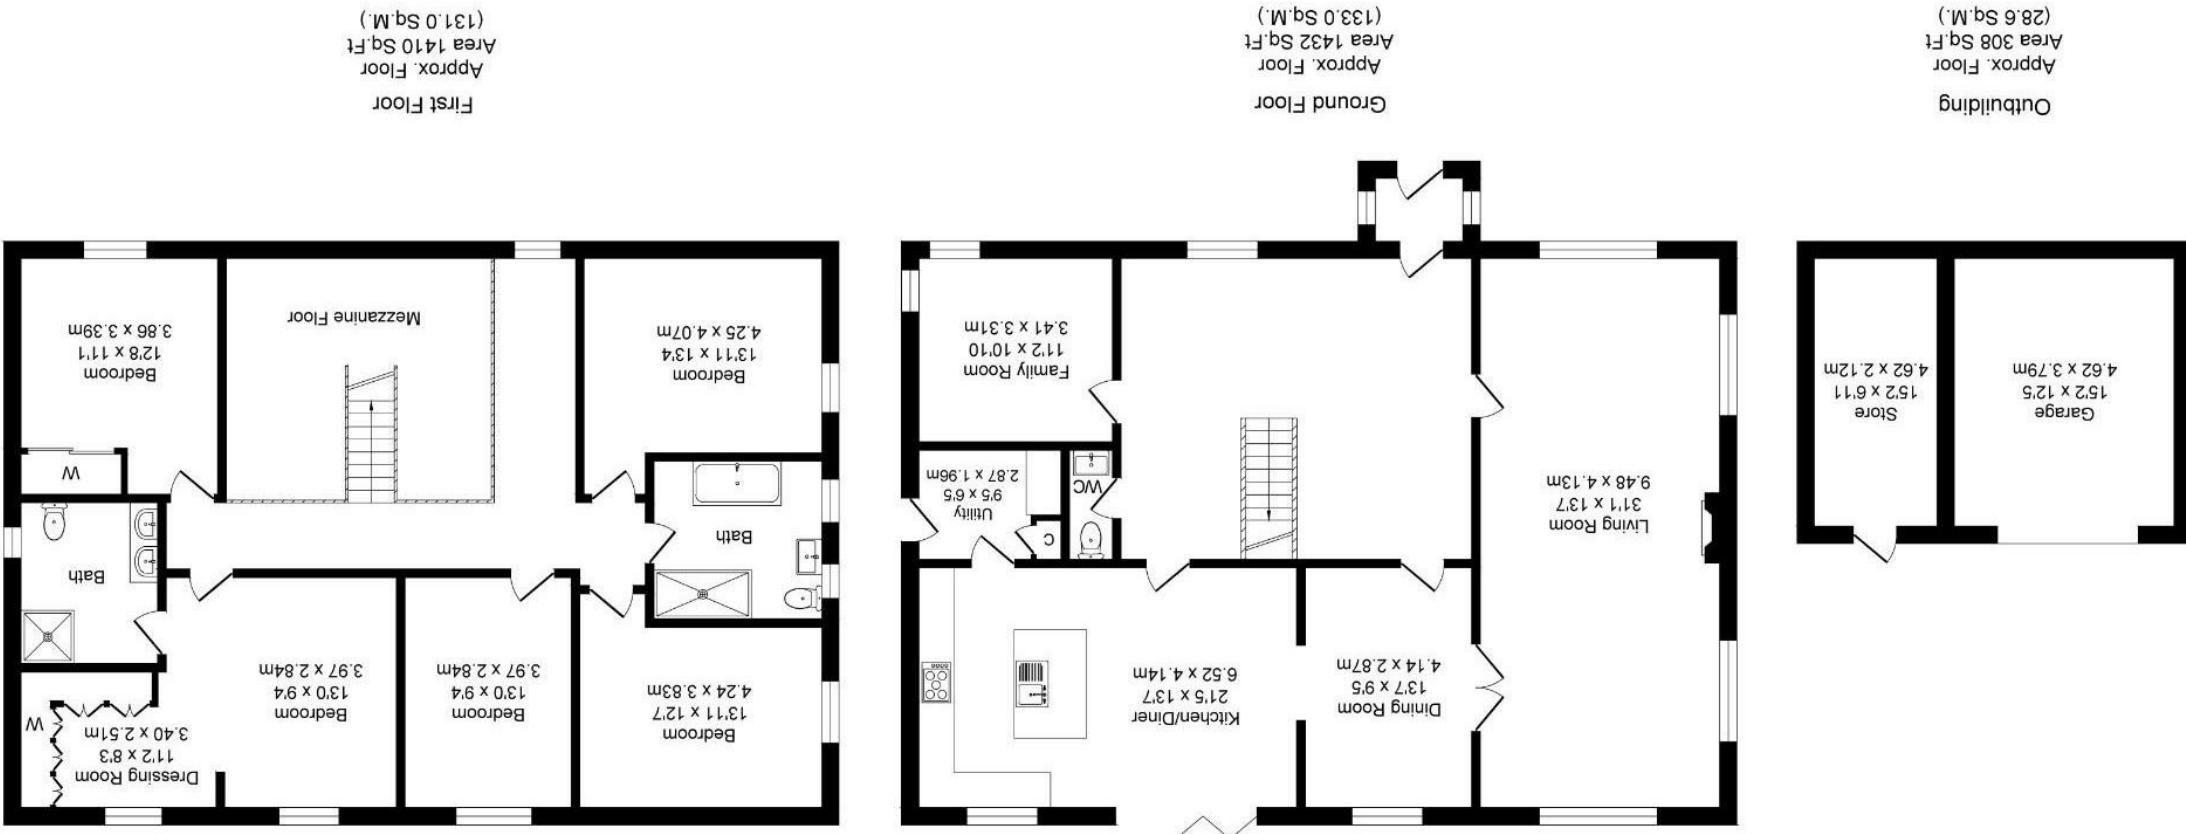 Garage
15'2 x 12'5
4.62 x 3.79m
Store
15'2 x 6'11
4.62 x 2.12m
Outbuilding
Approx. Floor
Area 308 Sq.Ft
(28.6 Sq.M.)
Dining Room
13'7 x 9'5
4.14 x 2.87m
Kitchen/Diner
21'5 x 13'7
6.52 x 4.14m
Living Room
31'1 x 13'7
9.48 x 4.13m
C
WC
Utility
9'5 x 6'5
2.87 x 1.96m
Family Room
11'2 x 10'10
3.41 x 3.31m
Ground Floor
Approx. Floor
Area 1432 Sq.Ft
(133.0 Sq.M.)
Bedroom
13'11 x 12'7
4.24 x 3.83m
Bedroom
13'0 x 9'4
3.97 x 2.84m
Bedroom
13'0 x 9'4
3.97 x 2.84m
Dressing Room
11'2 x 8'3
3.40 x 2.51m
W
Bath
Bath
W
Bedroom
13'11 x 13'4
4.25 x 4.07m
Mezzanine Floor
Bedroom
12'8 x 11'1
3.86 x 3.39m
First Floor
Approx. Floor
Area 1410 Sq.Ft
(131.0 Sq.M.)